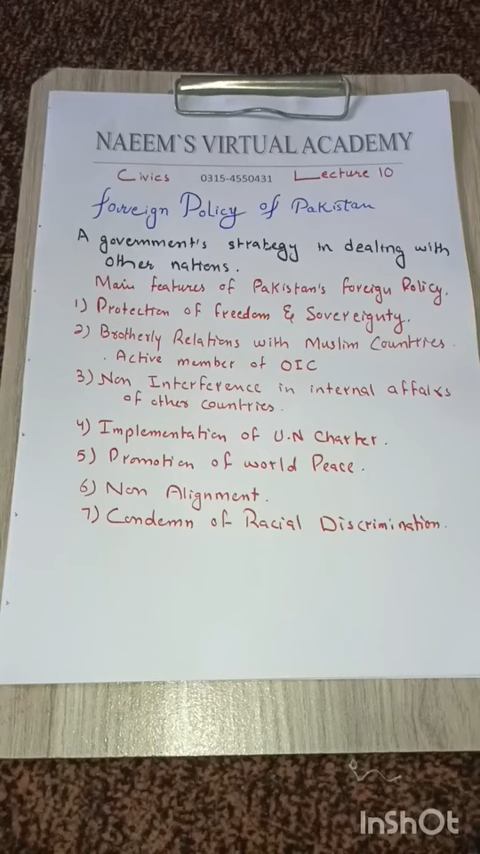 NAEEM`S VIRTUAL ACADEMY
Civics 0315-4550431 Lecture 10
Foreign Policy of Pakistan
A government's strategy in dealing with
other nations.
Main features of Pakistan's Foreign Policy.
1) Protection of freedom & Sovereignty.
2) Brotherly Relations with Muslim Countries.
. Active member of OIC
3) Non Interference in internal affairs
of other countries.
4) Implementation of U.N Charter.
5) Promotion of world Peace.
6) Non Alignment.
7) Condemn of Racial Discrimination.
InShOt